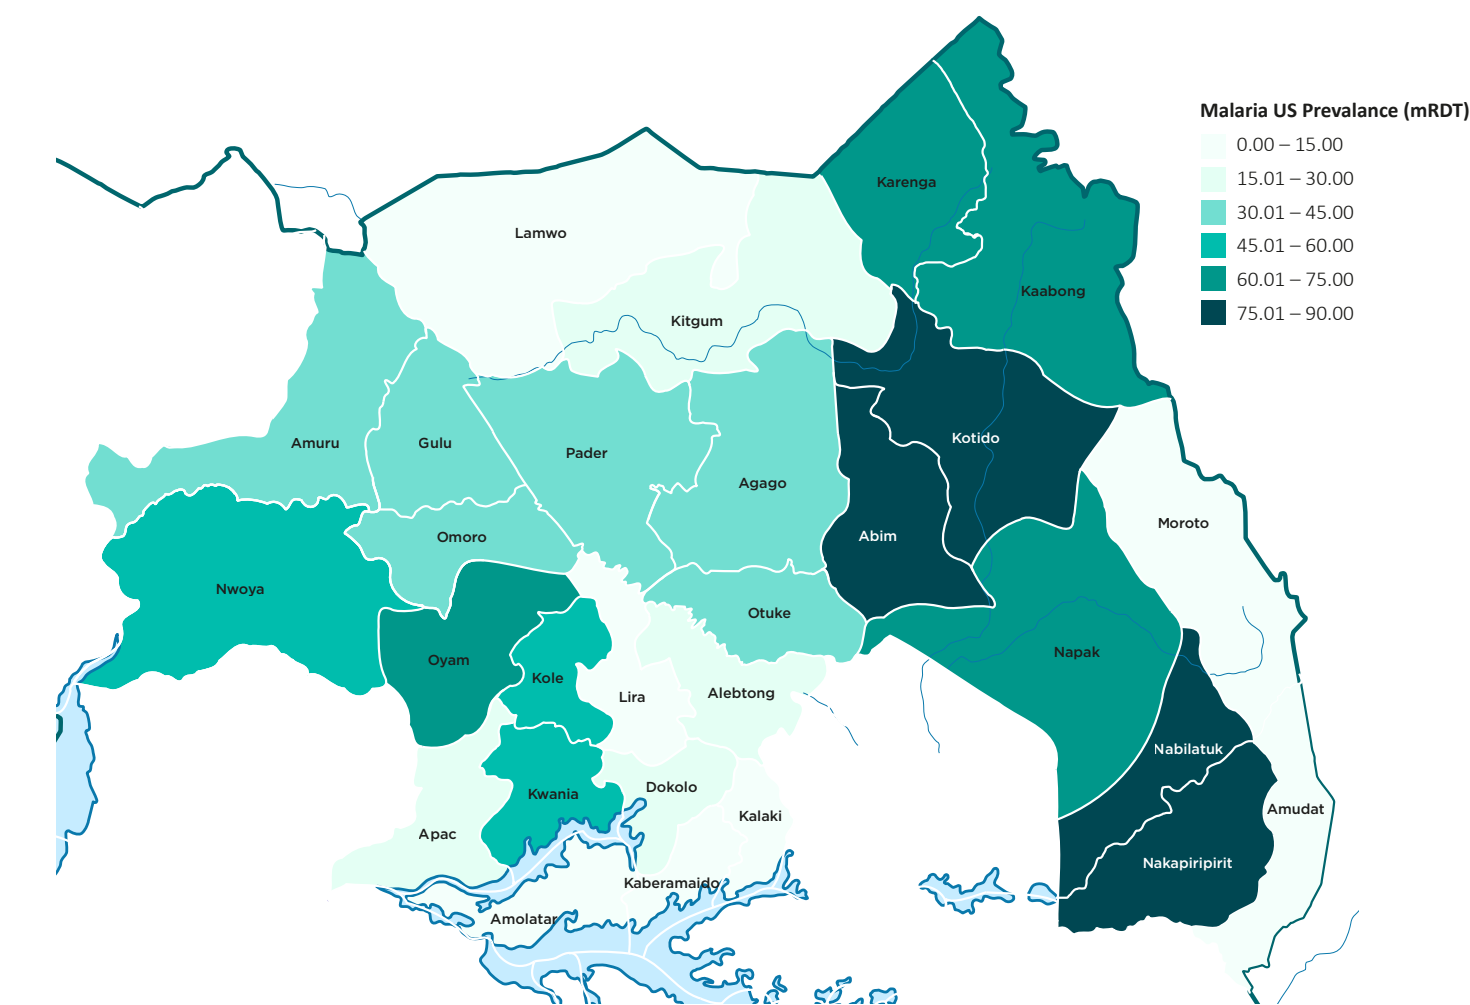 Malaria US Prevalance (mRDT)
0.00 – 15.00
15.01 – 30.00
30.01 – 45.00
45.01 – 60.00
60.01 – 75.00
75.01 – 90.00
Karenga
Lamwo
Kaabong
Kitgum
Kotido
Amuru
Gulu
Pader
Agago
Moroto
Omoro
Abim
Nwoya
Otuke
Napak
Oyam
Kole
Lira
Alebtong
Nabilatuk
Dokolo
Kwania
Kalaki
Amudat
Apac
Nakapiripirit
Kaberamaido
Amolatar